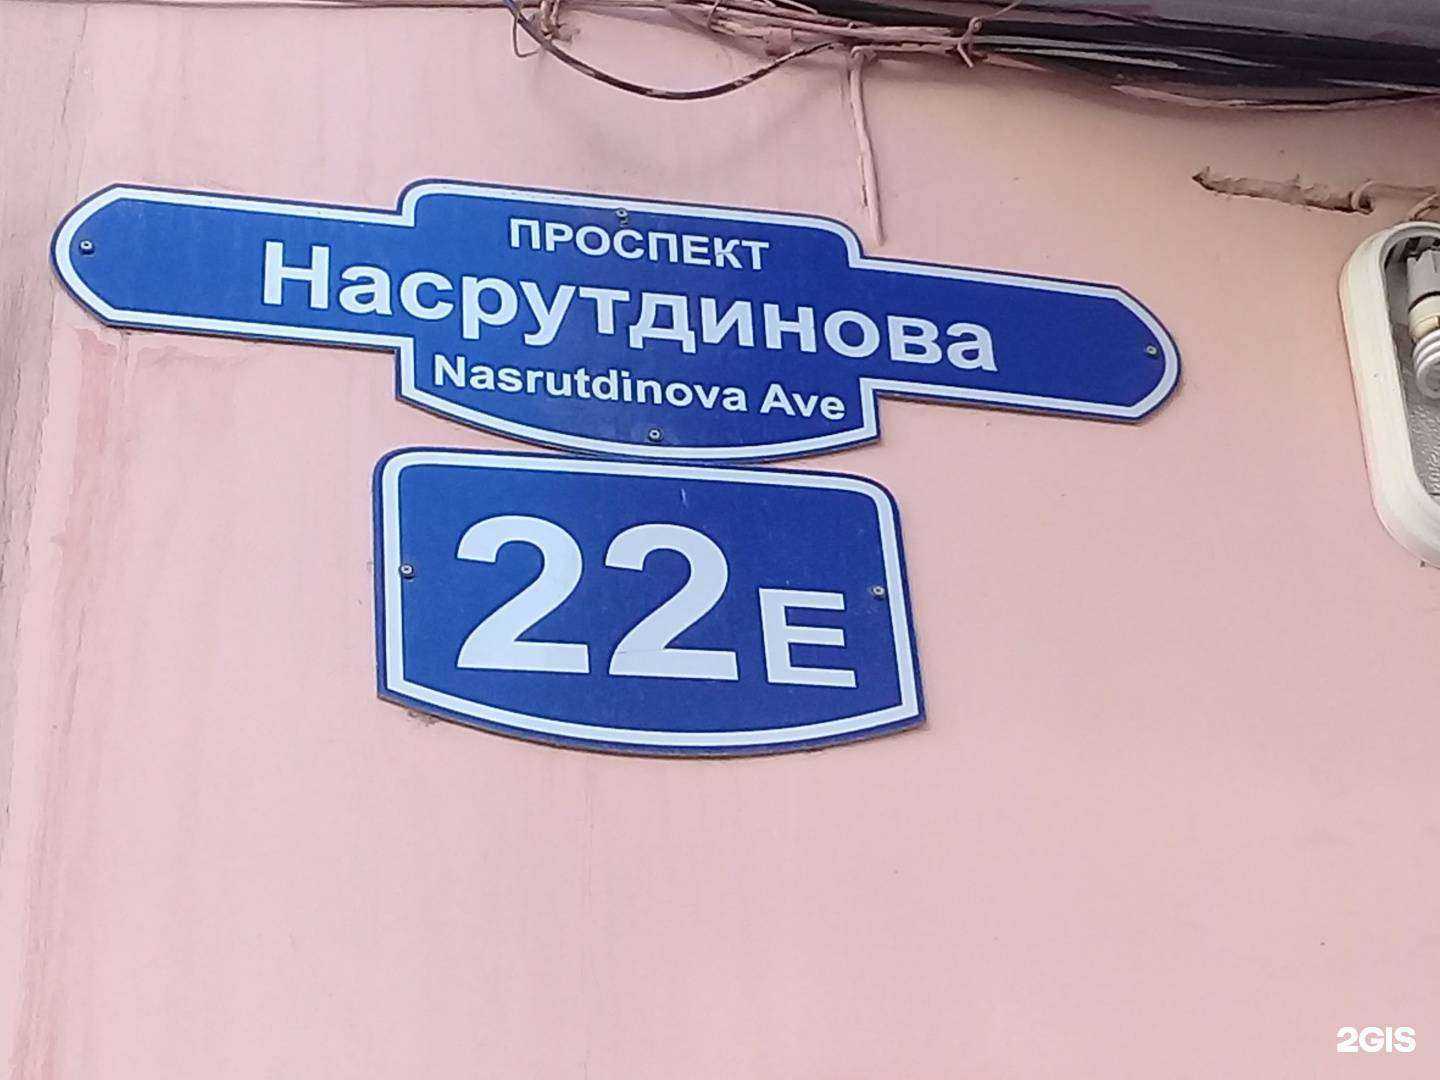 ПРОСПЕКТ
Насрутдинова
Nasrutdinova Ave
22Е
2GIS